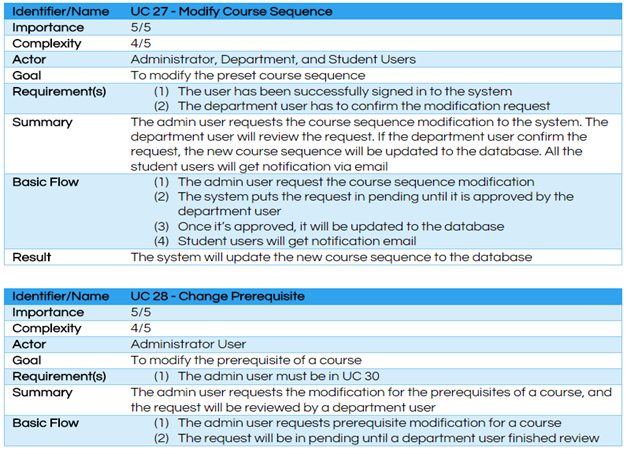 Identifier/Name UC 27 - Modify Course Sequence
Importance 5/5
Complexity 4/5
Actor Administrator, Department, and Student Users
Goal To modify the preset course sequence
Requirement(s) (1) The user has been successfully signed in to the system
(2) The department user has to confirm the modification request
Summary The admin user requests the course sequence modification to the system. The
department user will review the request. If the department user confirm the
request, the new course sequence will be updated to the database. All the
student users will get notification via email
Basic Flow (1) The admin user request the course sequence modification
(2) The system puts the request in pending until it is approved by the
department user
(3) Once it's approved, it will be updated to the database
(4) Student users will get notification email
Result The system will update the new course sequence to the database
Identifier/Name UC 28 - Change Prerequisite
Importance 5/5
Complexity 4/5
Actor Administrator User
Goal To modify the prerequisite of a course
Requirement(s) (1) The admin user must be in UC 30
Summary The admin user requests the modification for the prerequisites of a course, and
the request will be reviewed by a department user
Basic Flow (1) The admin user requests prerequisite modification for a course
(2) The request will be in pending until a department user finished review